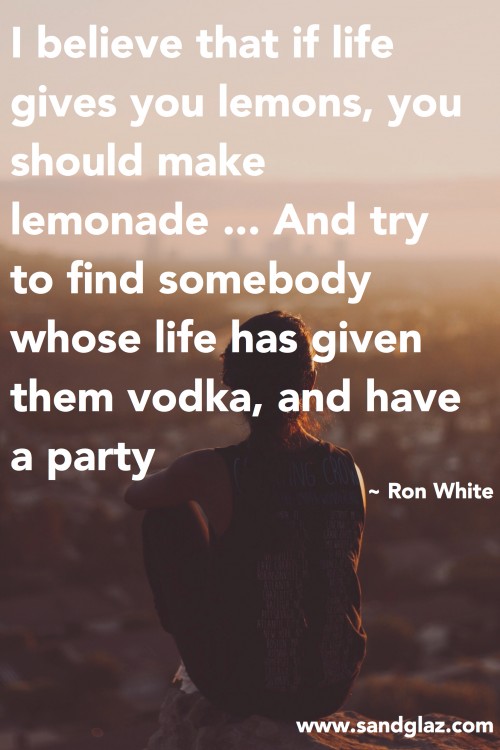 I believe that if life
gives you lemons, you
should make
lemonade ... And try
to find somebody
whose life has given
them vodka, and have
a party
~ Ron White
www.sandglaz.com